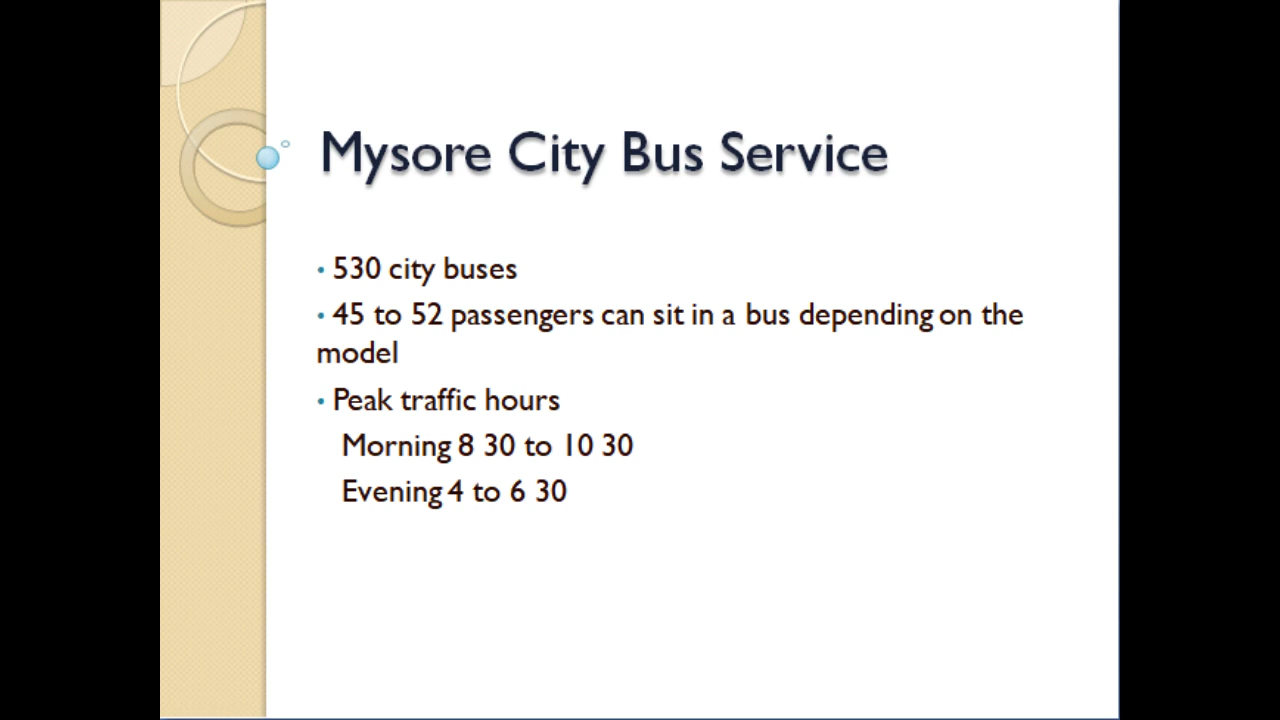 Mysore City Bus Service
• 530 city buses
• 45 to 52 passengers can sit in a bus depending on the
model
• Peak traffic hours
Morning 8 30 to 10 30
Evening 4 to 6 30